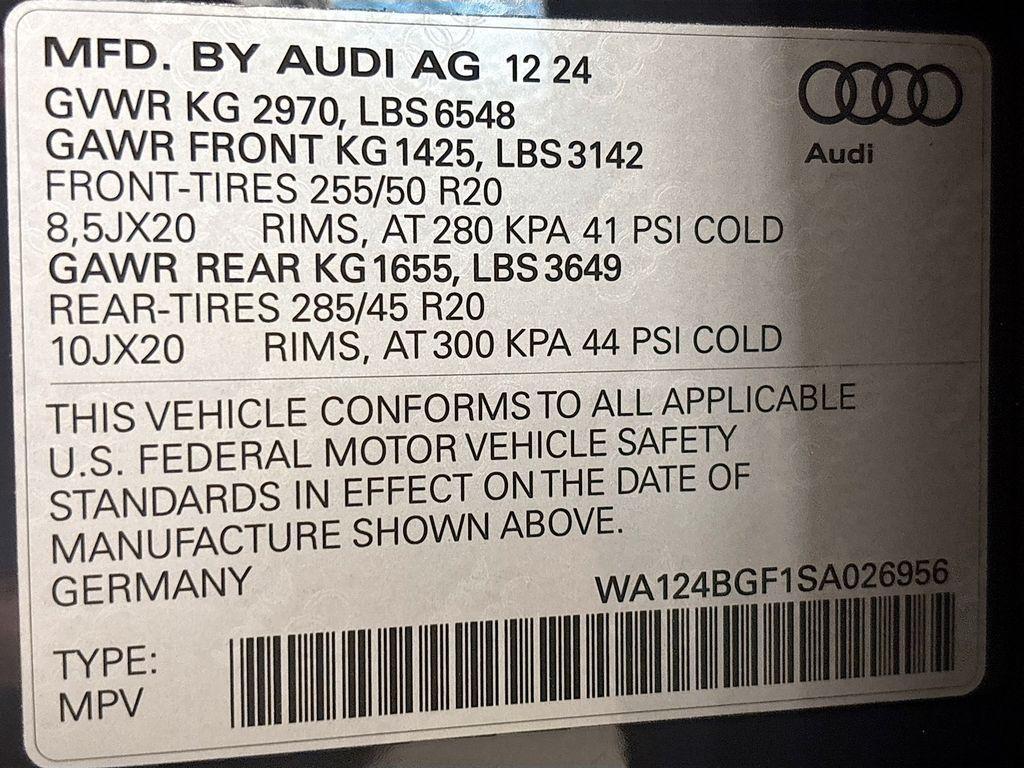 MFD. BY AUDI AG 12 24
GVWR KG 2970, LBS 6548
GAWR FRONT KG 1425, LBS 3142
FRONT-TIRES 255/50 R20
8,5JX20 RIMS, AT 280 KPA 41 PSI COLD
GAWR REAR KG 1655, LBS 3649
REAR-TIRES 285/45 R20
10JX20 RIMS, AT 300 KPA 44 PSI COLD
Audi
THIS VEHICLE CONFORMS TO ALL APPLICABLE
U.S. FEDERAL MOTOR VEHICLE SAFETY
STANDARDS IN EFFECT ON THE DATE OF
MANUFACTURE SHOWN ABOVE.
GERMANY
WA124BGF1SA026956
TYPE:
MPV